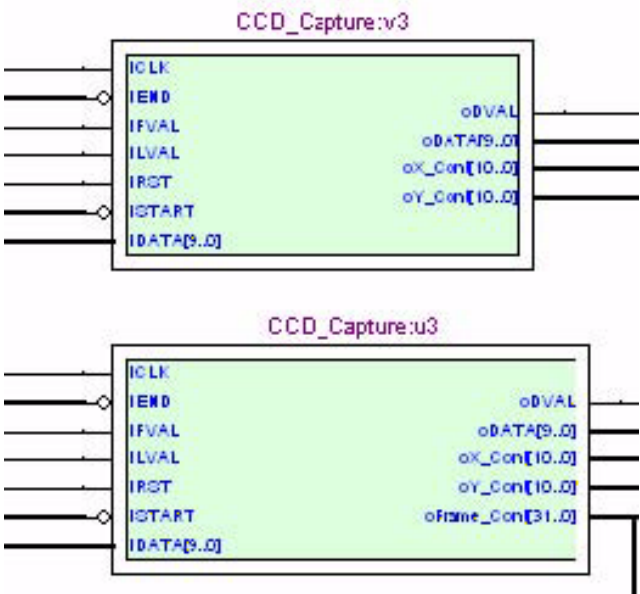 CCD_Capture:v3
iCLK
iEND
iFVAL
iLVAL
iRST
iSTART
iDATA[9..0]
oDVAL
oDATA[9..0]
oX_Cont[10..0]
oY_Cont[10..0]
CCD_Capture:u3
iCLK
iEND
iFVAL
iLVAL
iRST
iSTART
iDATA[9..0]
oDVAL
oDATA[9..0]
oX_Cont[10..0]
oY_Cont[10..0]
oFrame_Cont[31..0]